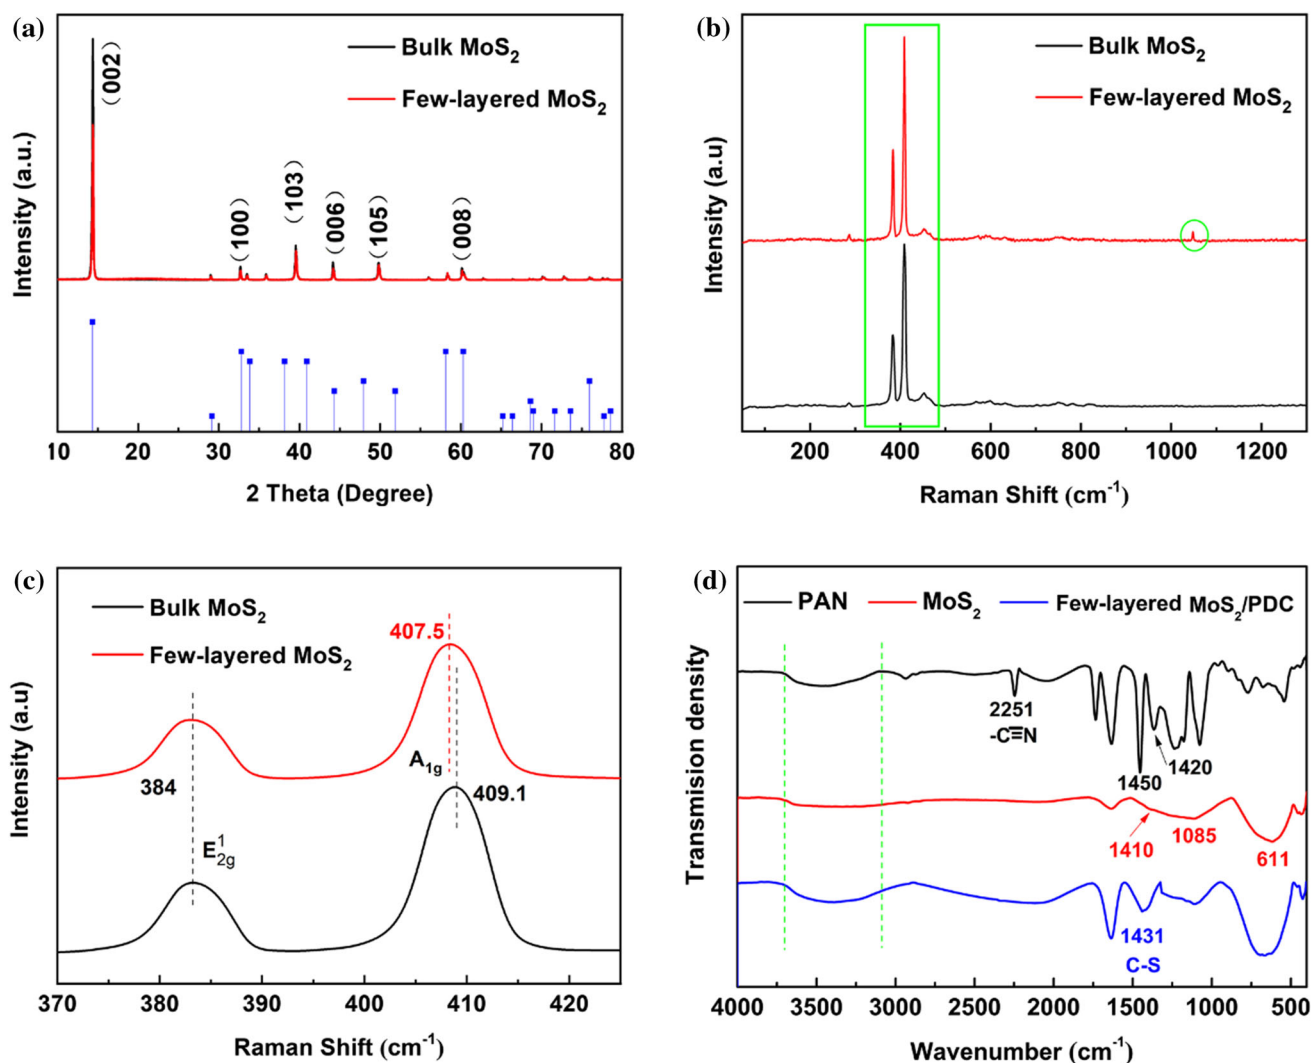 (a)
Bulk MoS2
Few-layered MoS2
(002)
(100)
(103)
(006)
(105)
(008)
Intensity (a.u.)
10 20 30 40 50 60 70 80
2 Theta (Degree)
(b)
Bulk MoS2
Few-layered MoS2
Intensity (a.u)
200 400 600 800 1000 1200
Raman Shift (cm-1)
(c)
Bulk MoS2
Few-layered MoS2
407.5
A1g
384
409.1
E12g
Intensity (a.u)
370 380 390 400 410 420
Raman Shift (cm-1)
(d)
PAN MoS2 Few-layered MoS2/PDC
2251
-C≡N
1450
1420
1410
1085
611
1431
C-S
Transmision density
4000 3500 3000 2500 2000 1500 1000 500
Wavenumber (cm-1)